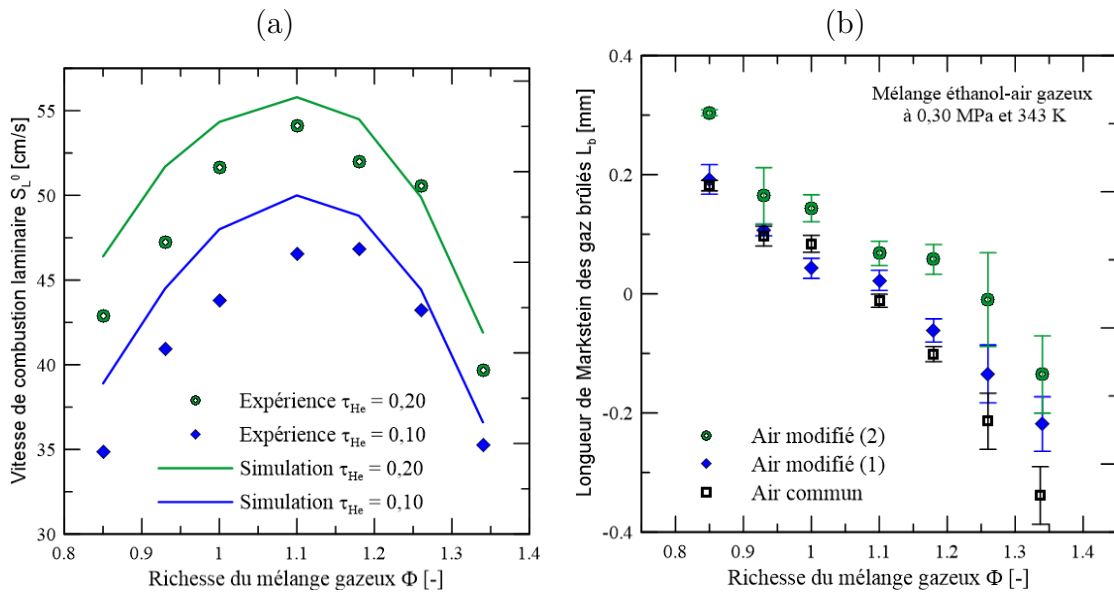 (a)
Vitesse de combustion laminaire S_L^0 [cm/s]
55
50
45
40
35
30
0.8
0.9
1
1.1
1.2
1.3
1.4
Richesse du mélange gazeux Φ [-]
Expérience τ_He = 0,20
Expérience τ_He = 0,10
Simulation τ_He = 0,20
Simulation τ_He = 0,10
(b)
Longueur de Markstein des gaz brûlés L_b [mm]
0.4
0.2
0
-0.2
-0.4
0.8
0.9
1
1.1
1.2
1.3
1.4
Richesse du mélange gazeux Φ [-]
Mélange éthanol-air gazeux
à 0,30 MPa et 343 K
Air modifié (2)
Air modifié (1)
Air commun